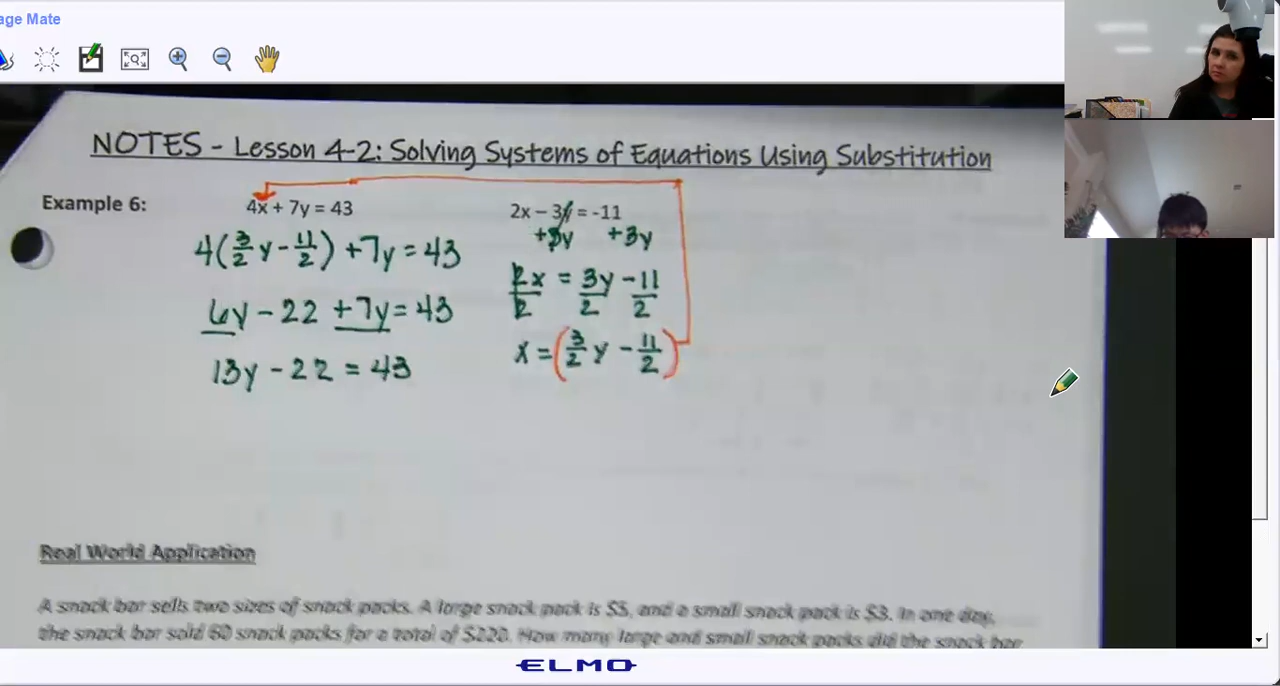 age Mate
NOTES - Lesson 4-2: Solving Systems of Equations Using Substitution
Example 6: 4x + 7y = 43 2x – 3y = -11
+3y +3y
4(3/2 y - 11/2) + 7y = 43
2x/2 = 3y/2 - 11/2
6y - 22 + 7y = 43
x = (3/2 y - 11/2)
13y - 22 = 43
Real World Application
A snack bar sells two sizes of snack packs. A large snack pack is $5, and a small snack pack is $3. In one day,
the snack bar sold 60 snack packs for a total of $220. How many large and small snack packs did the snack bar
ELMO